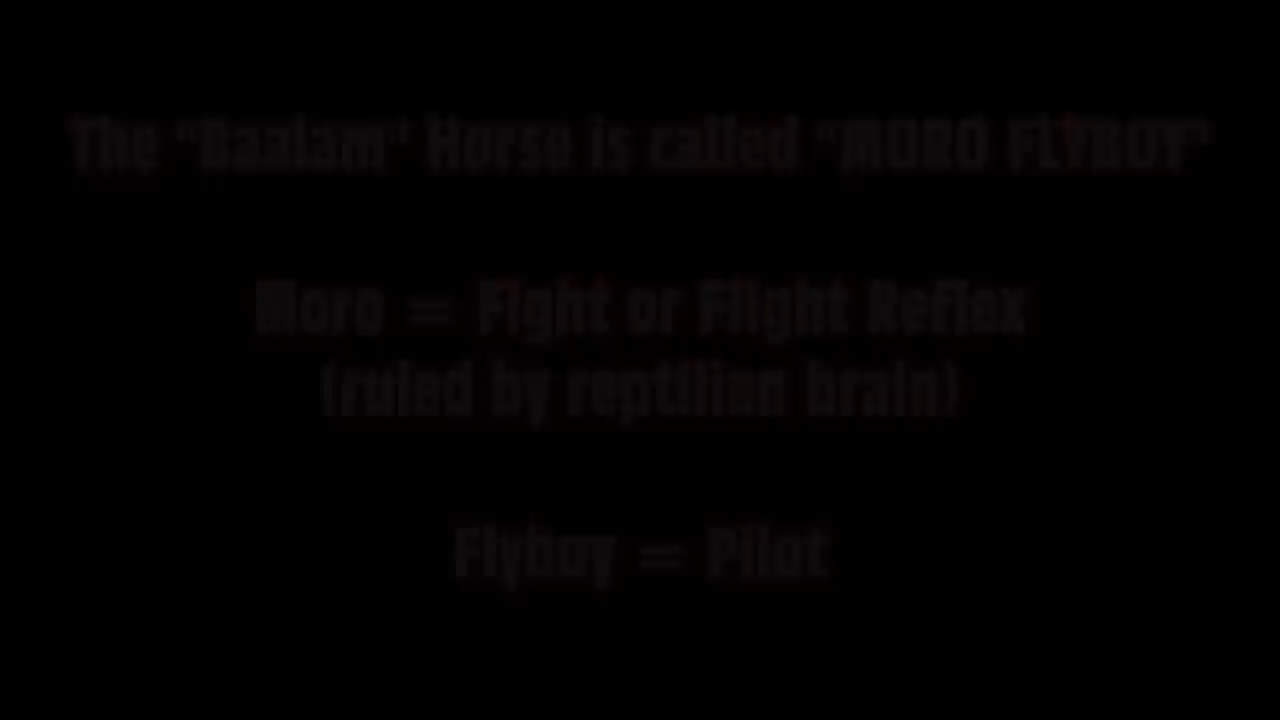 The "Baalam" Horse is called "MORO FLYBOY"
Moro = Fight or Flight Reflex
(ruled by reptilian brain)
Flyboy = Pilot